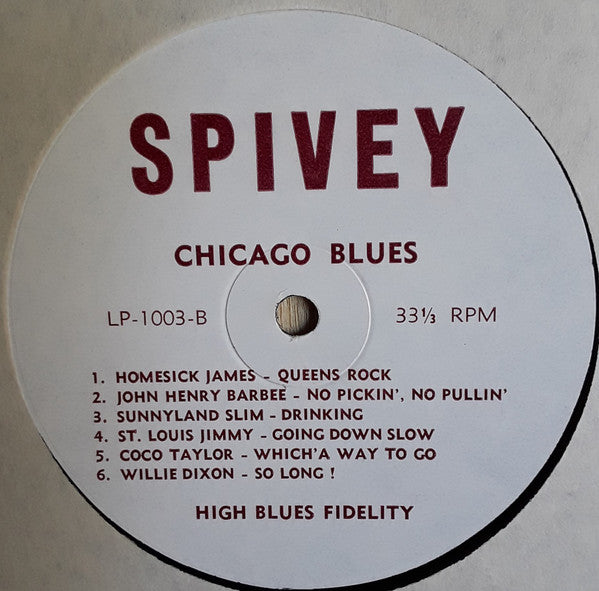 SPIVEY
CHICAGO BLUES
LP-1003-B 33⅓ RPM
1. HOMESICK JAMES - QUEENS ROCK
2. JOHN HENRY BARBEE - NO PICKIN', NO PULLIN'
3. SUNNYLAND SLIM - DRINKING
4. ST. LOUIS JIMMY - GOING DOWN SLOW
5. COCO TAYLOR - WHICH'A WAY TO GO
6. WILLIE DIXON - SO LONG !
HIGH BLUES FIDELITY